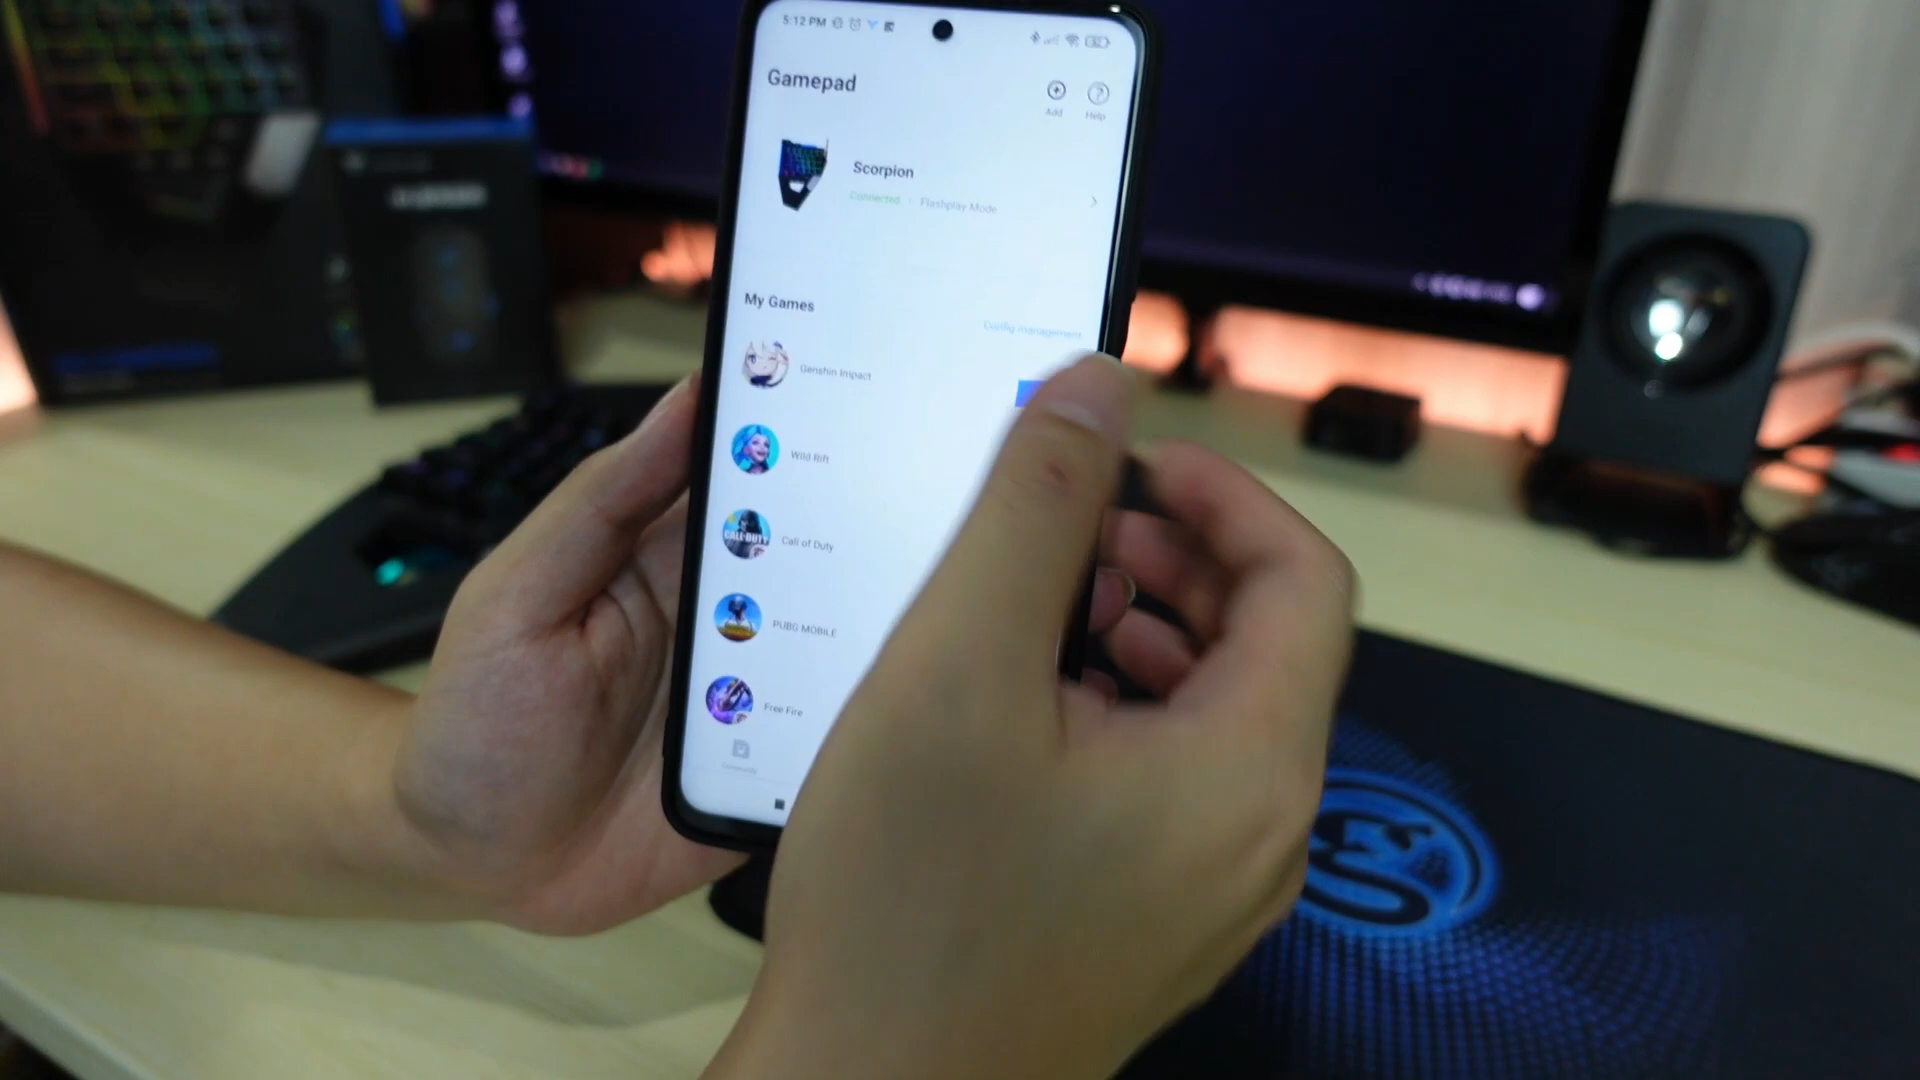 5:12 PM
Gamepad
Add
Help
Scorpion
Connected
Flashplay Mode
My Games
Config management
Genshin Impact
Wild Rift
CALL·DUTY
Call of Duty
PUBG MOBILE
Free Fire
Community